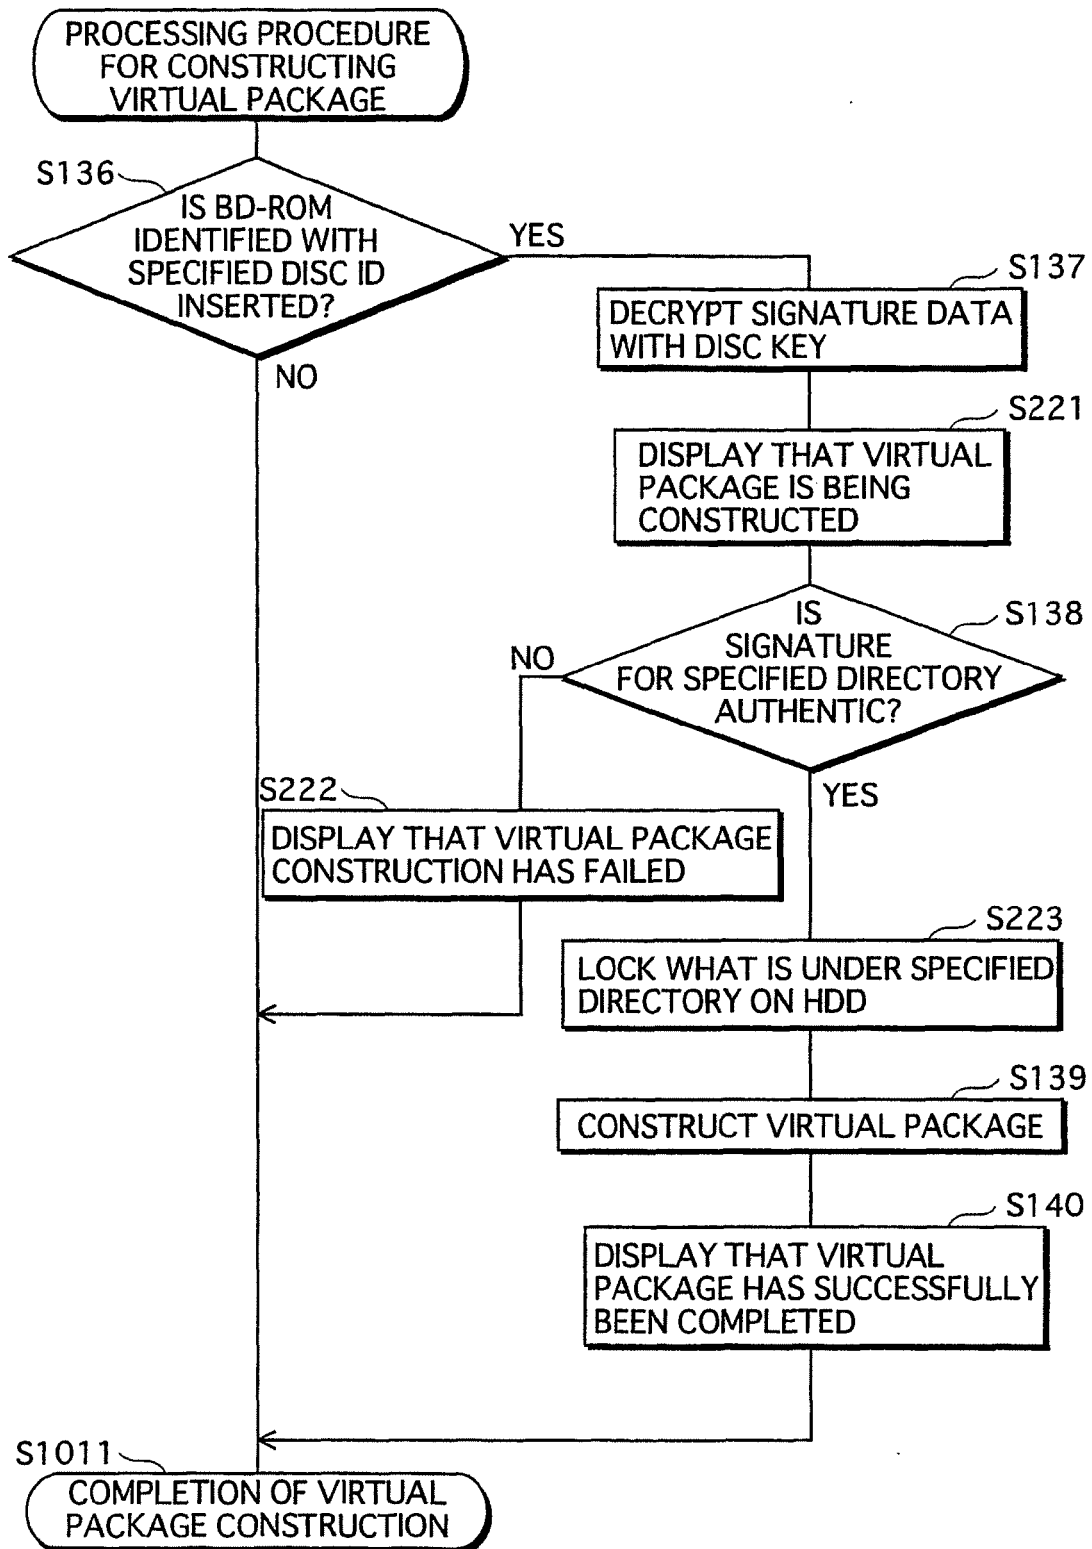 PROCESSING PROCEDURE
FOR CONSTRUCTING
VIRTUAL PACKAGE
S136
IS BD-ROM
IDENTIFIED WITH
SPECIFIED DISC ID
INSERTED?
YES
NO
S137
DECRYPT SIGNATURE DATA
WITH DISC KEY
S221
DISPLAY THAT VIRTUAL
PACKAGE IS BEING
CONSTRUCTED
S138
IS
SIGNATURE
FOR SPECIFIED DIRECTORY
AUTHENTIC?
NO
YES
S222
DISPLAY THAT VIRTUAL PACKAGE
CONSTRUCTION HAS FAILED
S223
LOCK WHAT IS UNDER SPECIFIED
DIRECTORY ON HDD
S139
CONSTRUCT VIRTUAL PACKAGE
S140
DISPLAY THAT VIRTUAL
PACKAGE HAS SUCCESSFULLY
BEEN COMPLETED
S1011
COMPLETION OF VIRTUAL
PACKAGE CONSTRUCTION